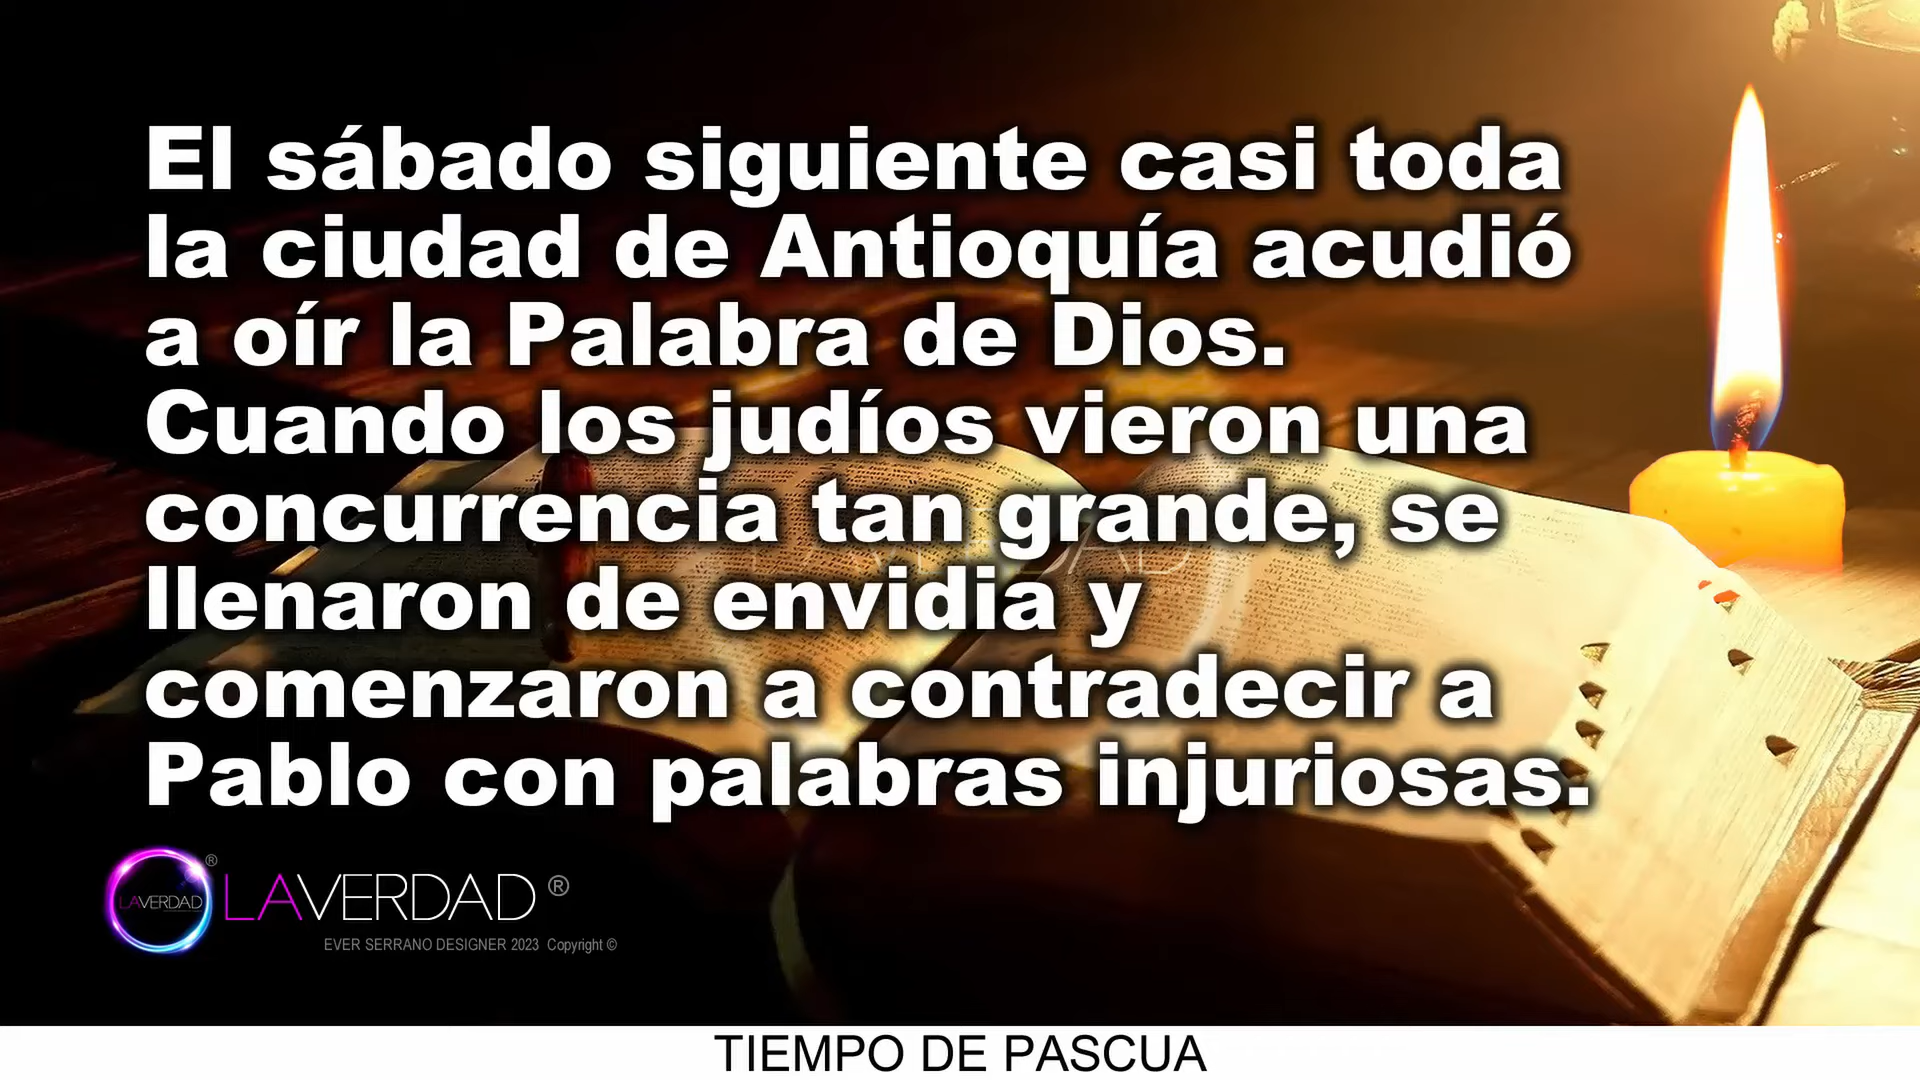 El sábado siguiente casi toda
la ciudad de Antioquía acudió
a oír la Palabra de Dios.
Cuando los judíos vieron una
concurrencia tan grande, se
llenaron de envidia y
comenzaron a contradecir a
Pablo con palabras injuriosas.
LAVERDAD ®
LAVERDAD ®
EVER SERRANO DESIGNER 2023 Copyright ©
TIEMPO DE PASCUA